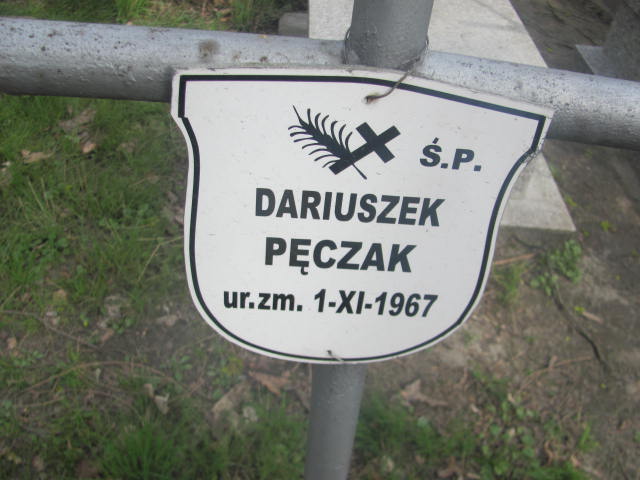 Ś.P.
DARIUSZEK
PĘCZAK
ur.zm. 1-XI-1967